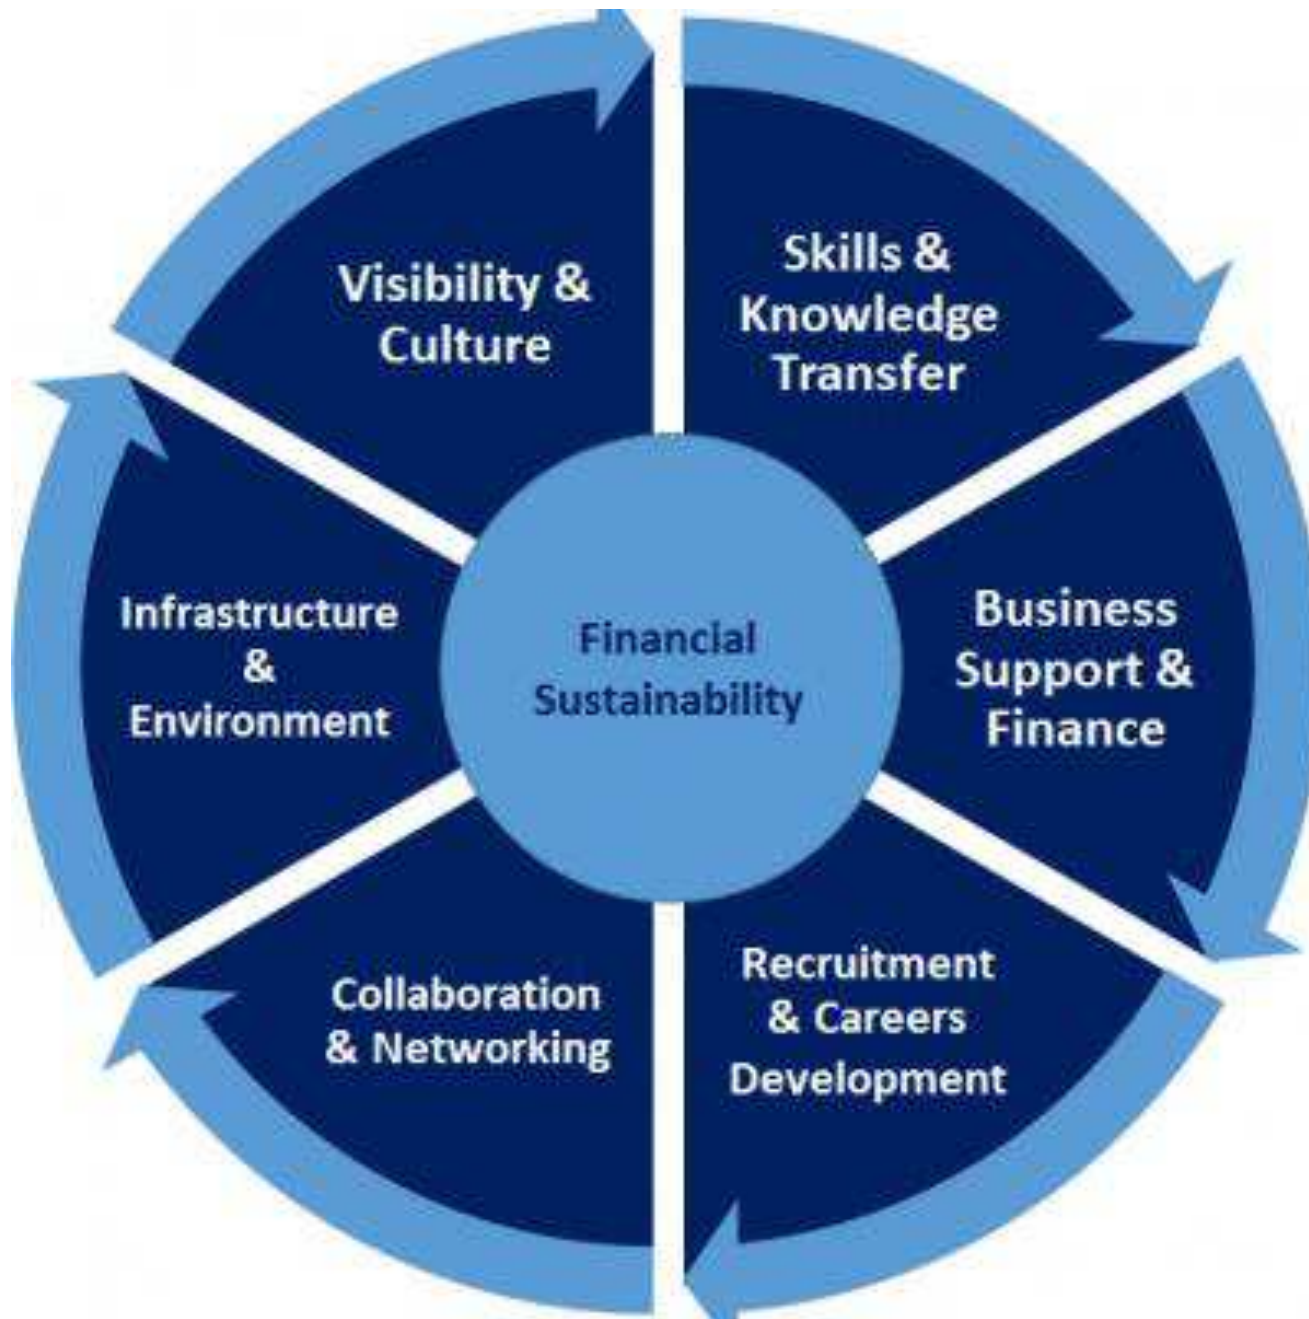 Visibility &
Culture
Skills &
Knowledge
Transfer
Infrastructure
&
Environment
Financial
Sustainability
Business
Support &
Finance
Collaboration
& Networking
Recruitment
& Careers
Development